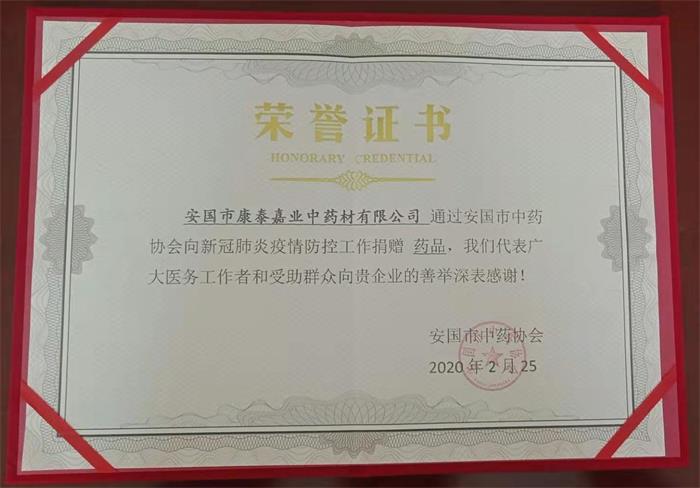 荣誉证书
HONORARY CREDENTIAL
安国市康泰嘉业中药材有限公司 通过安国市中药
协会向新冠肺炎疫情防控工作捐赠 药品，我们代表广
大医务工作者和受助群众向贵企业的善举深表感谢！
安国市中药协会
2020 年 2 月 25